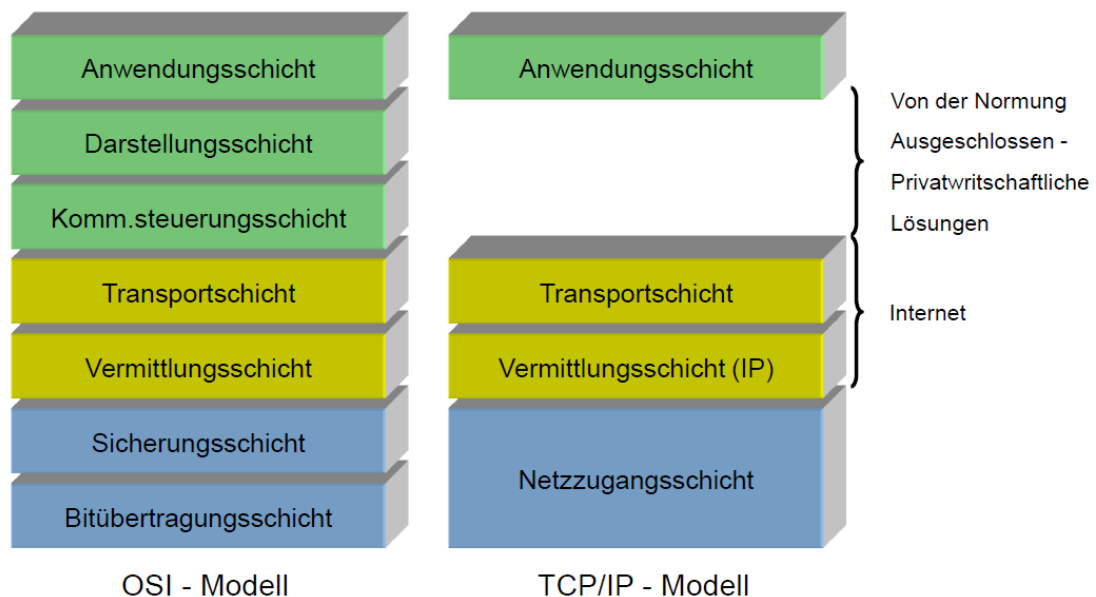 Anwendungsschicht
Darstellungsschicht
Komm.steuerungsschicht
Transportschicht
Vermittlungsschicht
Sicherungsschicht
Bitübertragungsschicht
OSI - Modell
Anwendungsschicht
Transportschicht
Vermittlungsschicht (IP)
Netzzugangsschicht
TCP/IP - Modell
Von der Normung
Ausgeschlossen -
Privatwritschaftliche
Lösungen
Internet